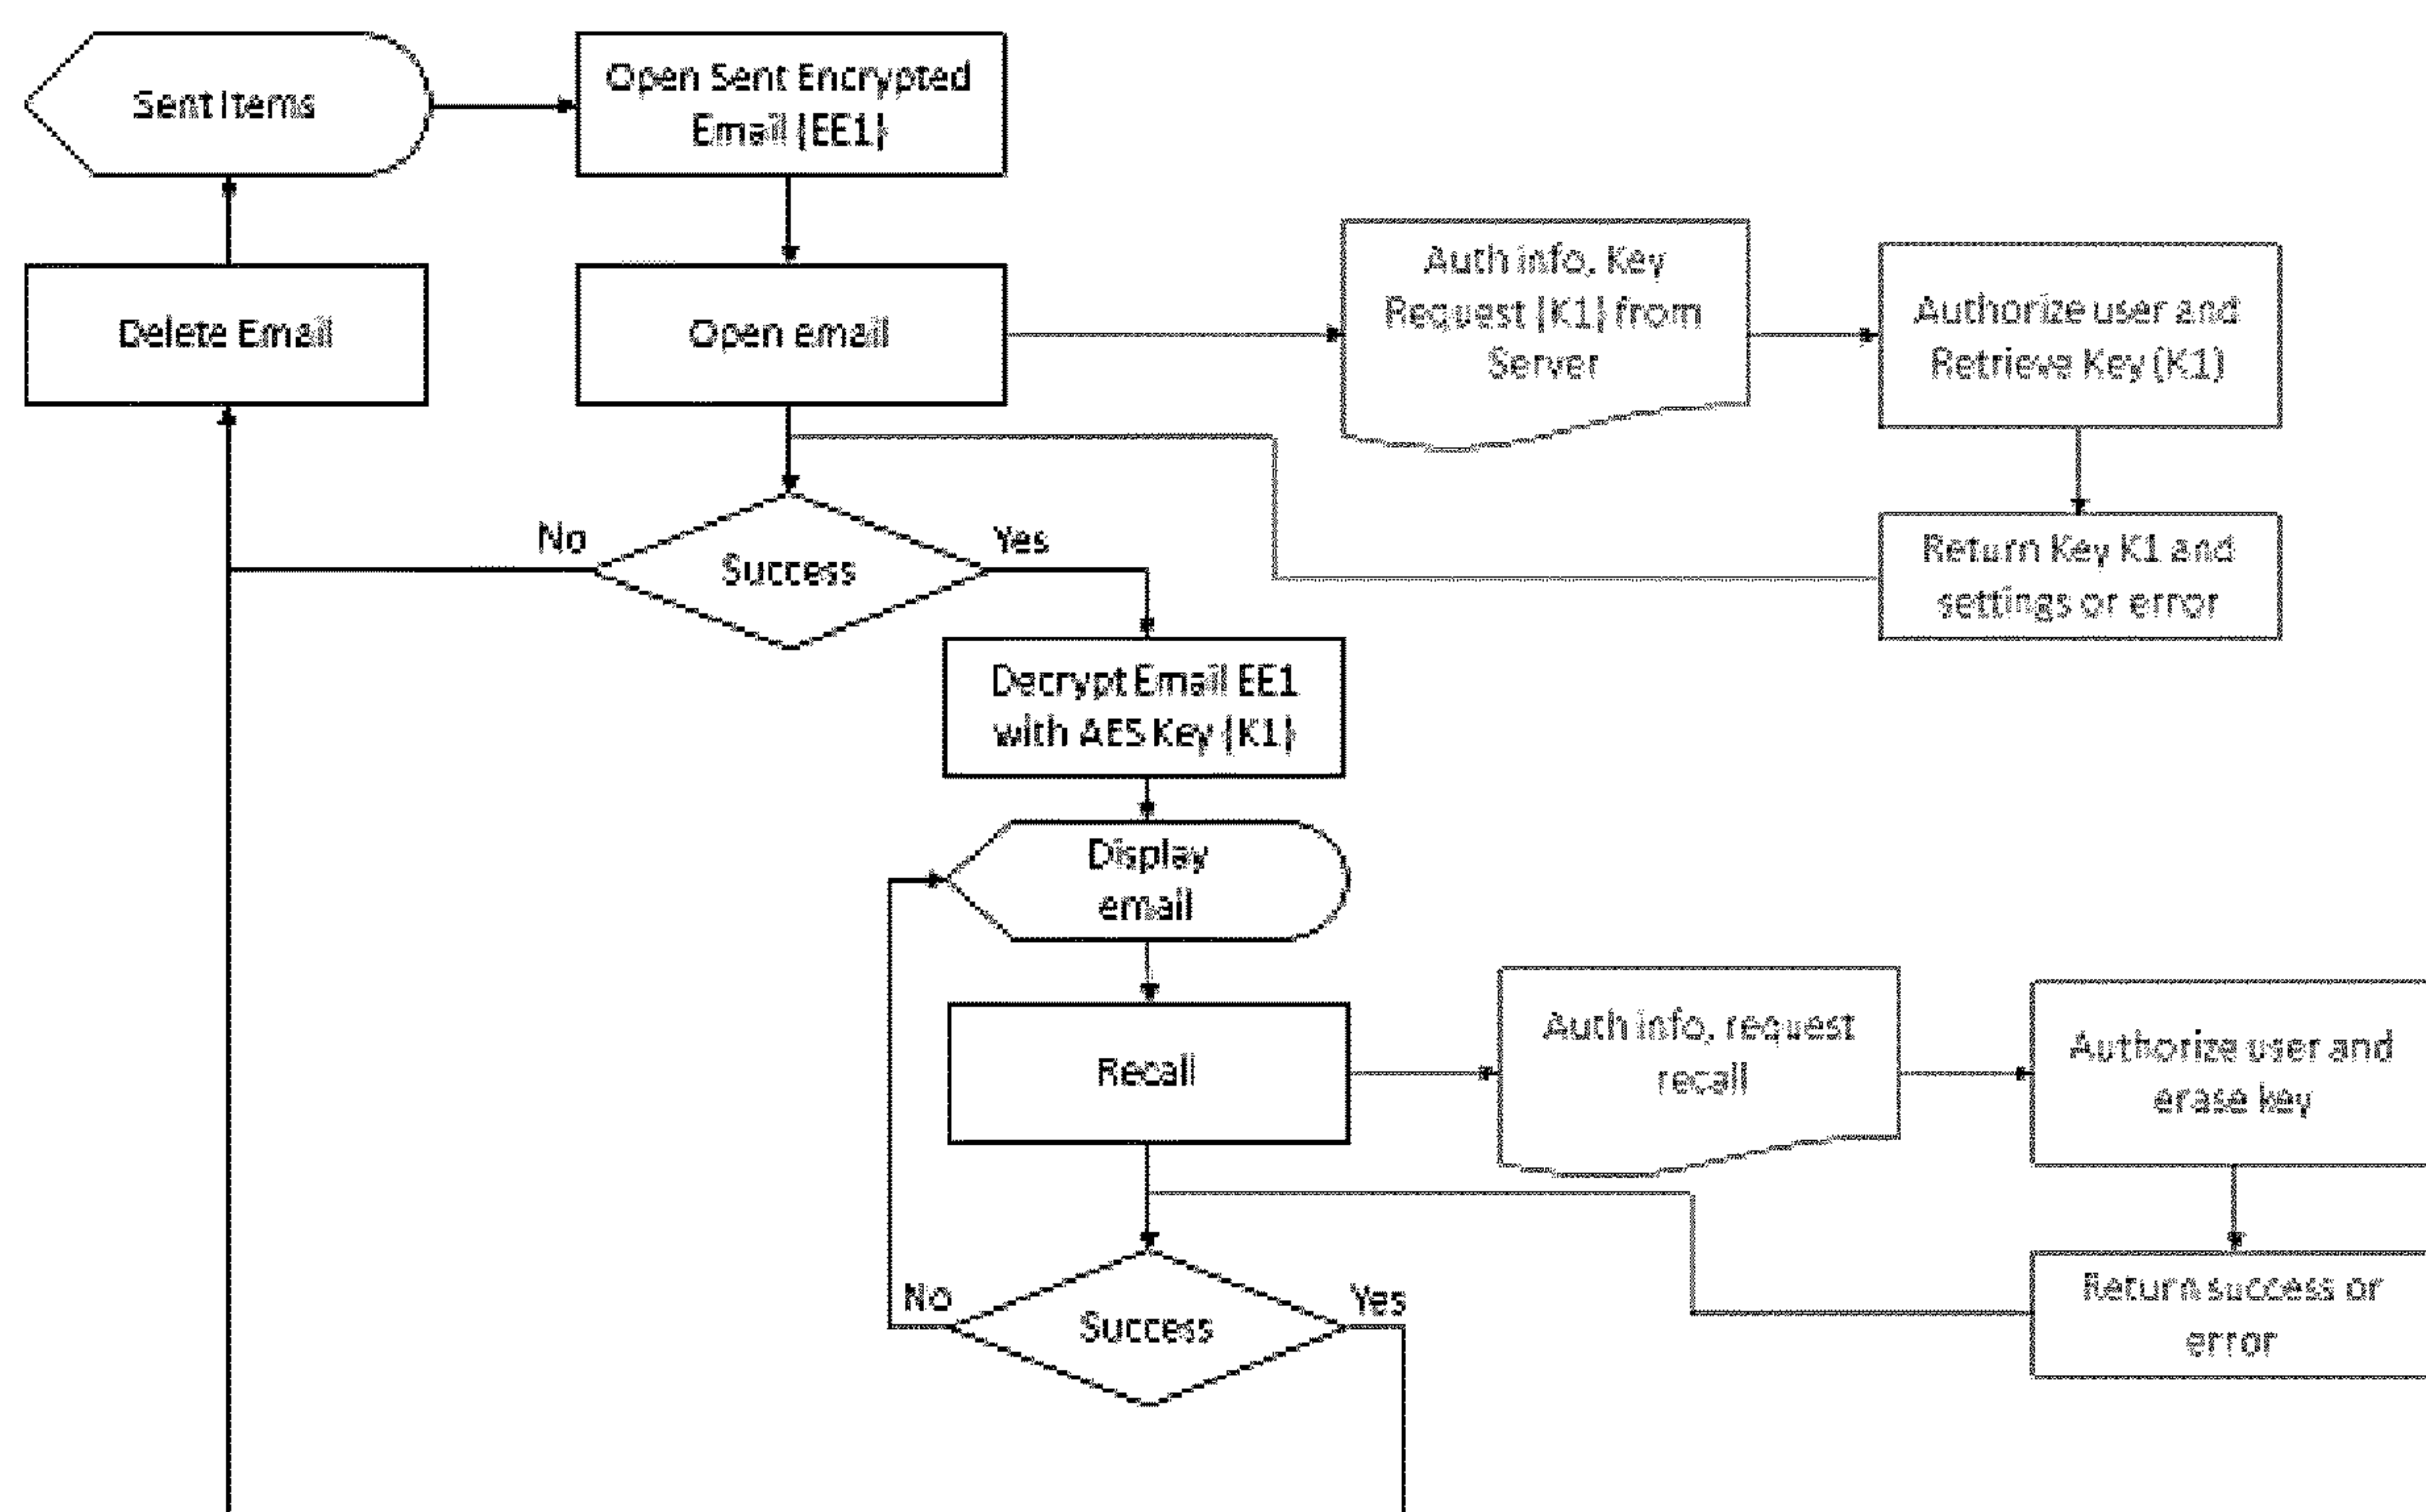 Sent Items
Open Sent Encrypted
Email (EE1)
Delete Email
Open email
Auth info, Key
Request (K1) from
Server
Authorize user and
Retrieve Key (K1)
No
Success
Yes
Return Key K1 and
settings or error
Decrypt Email EE1
with AES Key (K1)
Display
email
Recall
Auth info, request
recall
Authorize user and
erase key
No
Success
Yes
Return success or
error